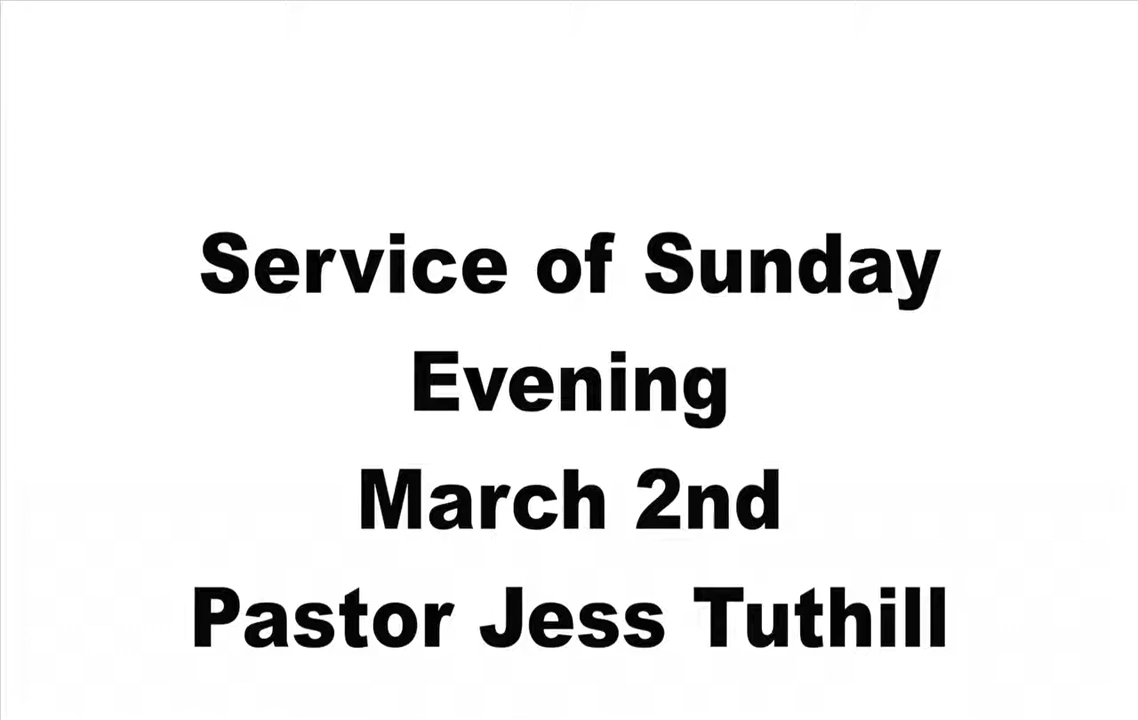 Service of Sunday
Evening
March 2nd
Pastor Jess Tuthill